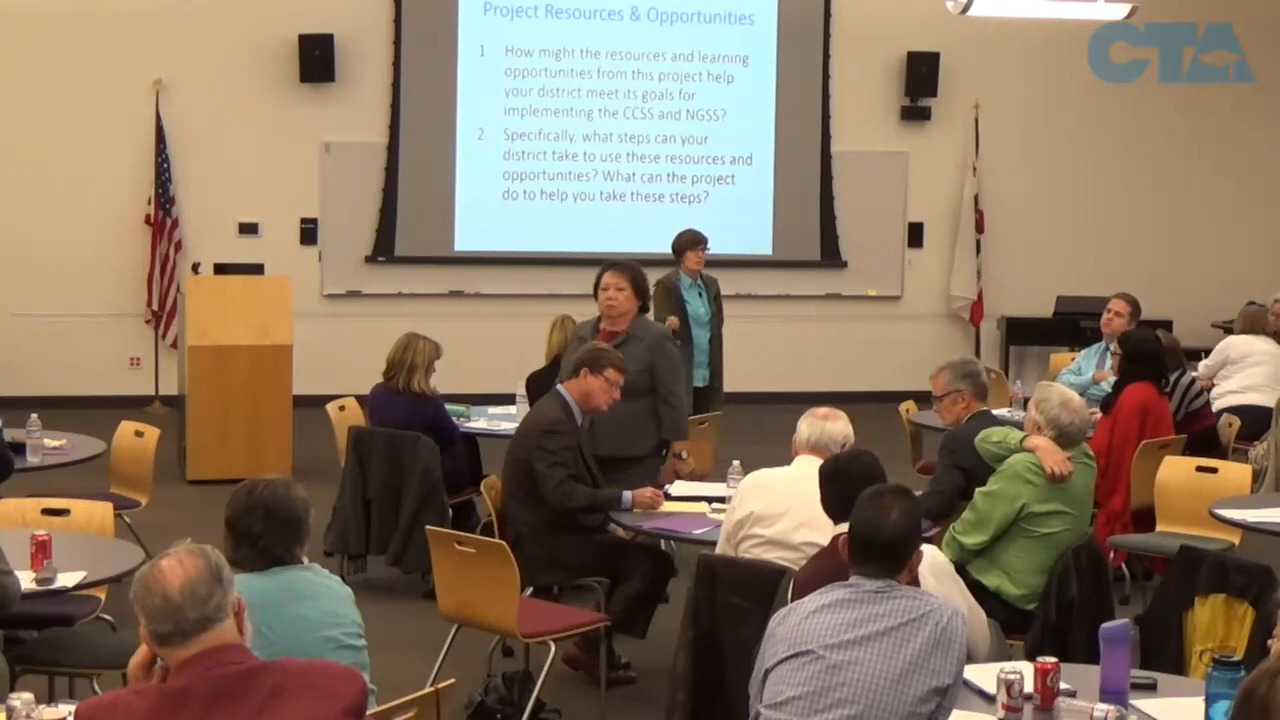 CTA
Project Resources & Opportunities
1 How might the resources and learning
opportunities from this project help
your district meet its goals for
implementing the CCSS and NGSS?
2 Specifically, what steps can your
district take to use these resources and
opportunities? What can the project
do to help you take these steps?